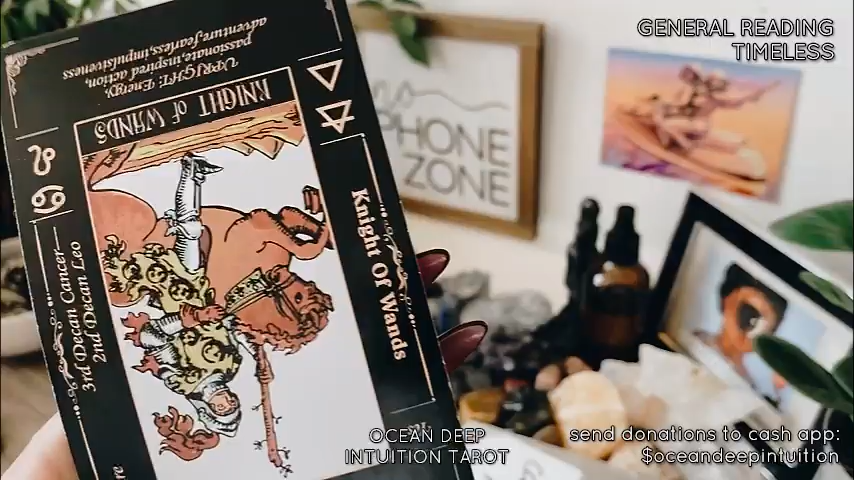 GENERAL READING
TIMELESS
UPRIGHT: Energy,
passionate, inspired action,
adventure, fearless, impulsiveness
KNIGHT of WANDS
Knight Of Wands
3rd Decan Cancer
2nd Decan Leo
PHONE
ZONE
OCEAN DEEP
INTUITION TAROT
send donations to cash app:
$oceandeepintuition